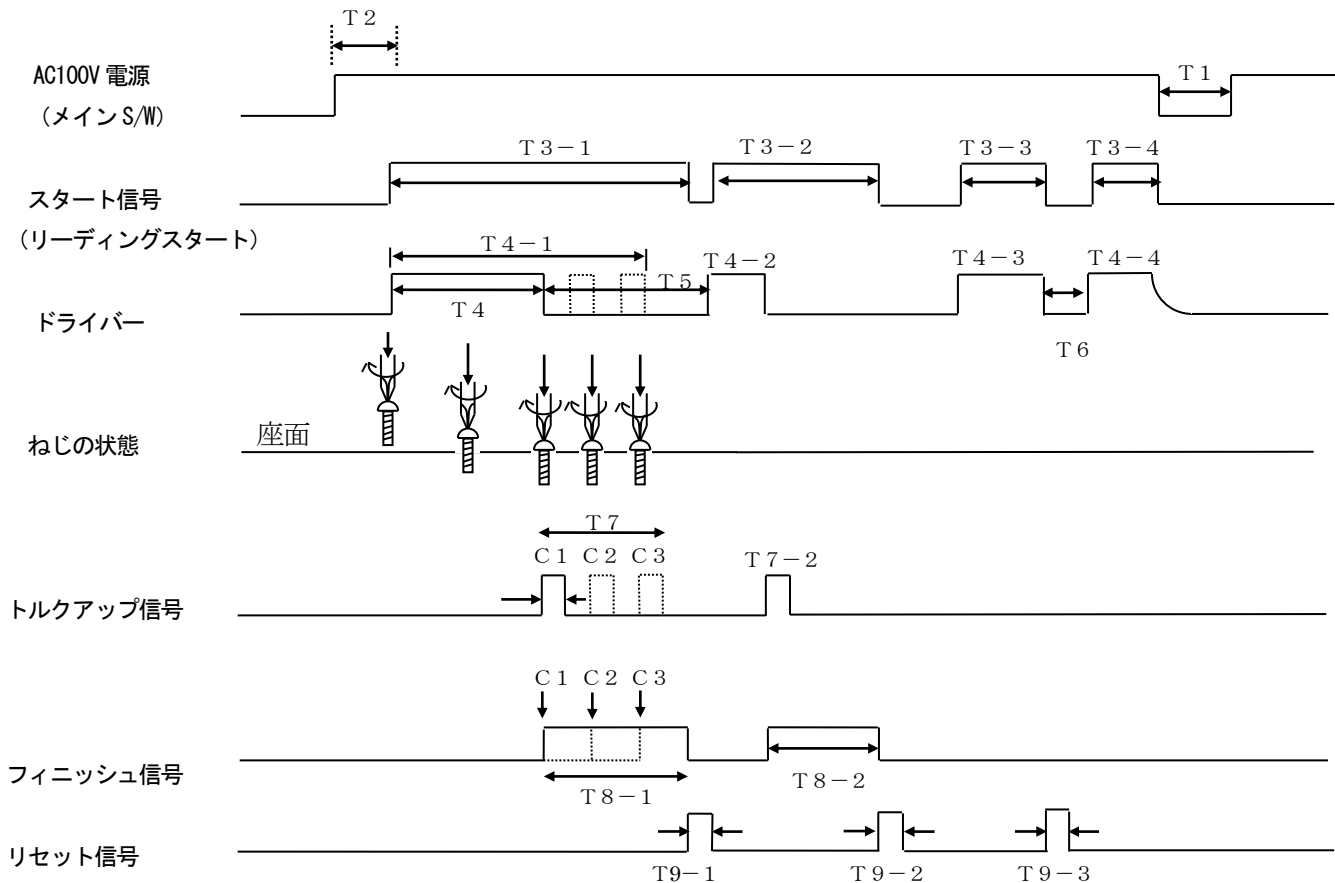 Ｔ２
AC100V 電源
Ｔ１
（メイン S/W）
Ｔ３－１
Ｔ３－２
Ｔ３－３
Ｔ３－４
スタート信号
（リーディングスタート）
Ｔ４－１
Ｔ４－２
Ｔ４－３
Ｔ４－４
Ｔ５
Ｔ４
ドライバー
Ｔ６
座面
ねじの状態
Ｔ７
Ｃ１ Ｃ２ Ｃ３
Ｔ７－２
トルクアップ信号
Ｃ１ Ｃ２ Ｃ３
フィニッシュ信号
Ｔ８－１
Ｔ８－２
リセット信号
Ｔ9－１
Ｔ９－２
Ｔ９－３